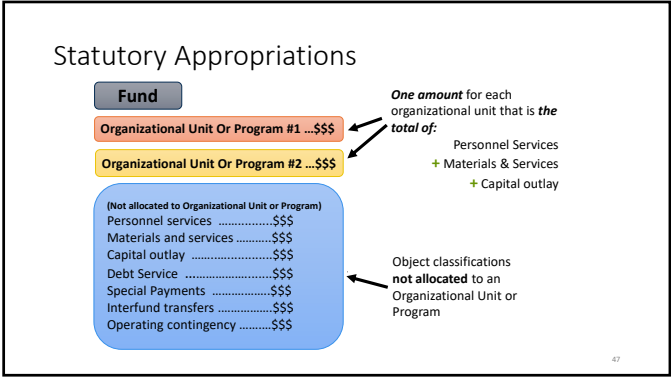 Statutory Appropriations
Fund
Organizational Unit Or Program #1 …$$$
Organizational Unit Or Program #2 …$$$
(Not allocated to Organizational Unit or Program)
Personnel services ……………..$$$
Materials and services ………..$$$
Capital outlay …………………....$$$
Debt Service ……………………..$$$
Special Payments ………………$$$
Interfund transfers …………….$$$
Operating contingency ……….$$$
One amount for each
organizational unit that is the
total of:
Personnel Services
+ Materials & Services
+ Capital outlay
Object classifications
not allocated to an
Organizational Unit or
Program
47